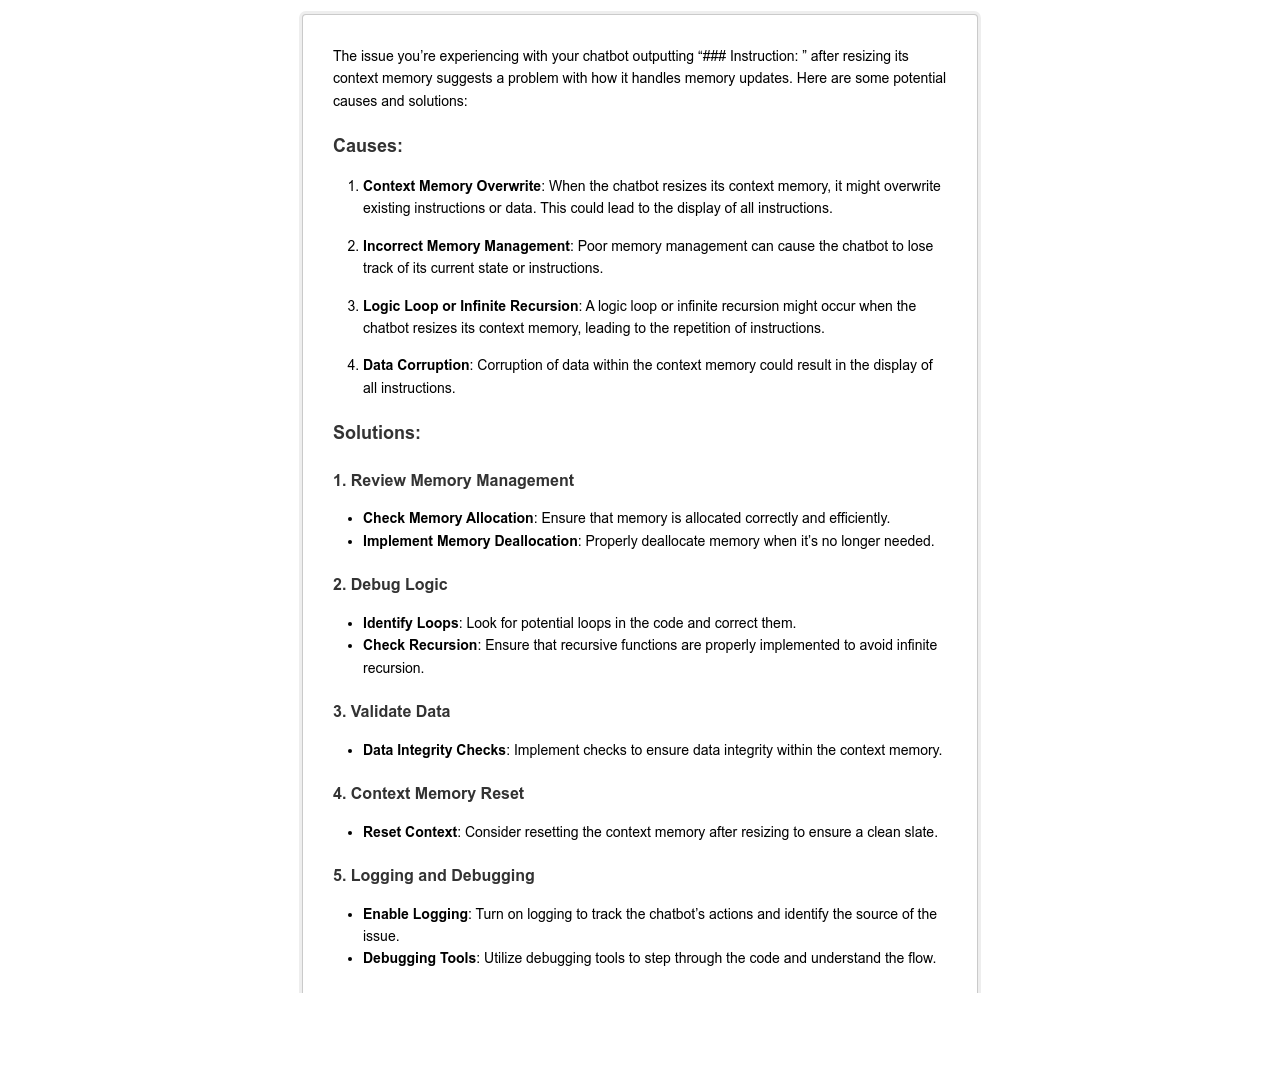 The issue you’re experiencing with your chatbot outputting “### Instruction: ” after resizing its
context memory suggests a problem with how it handles memory updates. Here are some potential
causes and solutions:
Causes:
1. Context Memory Overwrite: When the chatbot resizes its context memory, it might overwrite
existing instructions or data. This could lead to the display of all instructions.
2. Incorrect Memory Management: Poor memory management can cause the chatbot to lose
track of its current state or instructions.
3. Logic Loop or Infinite Recursion: A logic loop or infinite recursion might occur when the
chatbot resizes its context memory, leading to the repetition of instructions.
4. Data Corruption: Corruption of data within the context memory could result in the display of
all instructions.
Solutions:
1. Review Memory Management
• Check Memory Allocation: Ensure that memory is allocated correctly and efficiently.
• Implement Memory Deallocation: Properly deallocate memory when it’s no longer needed.
2. Debug Logic
• Identify Loops: Look for potential loops in the code and correct them.
• Check Recursion: Ensure that recursive functions are properly implemented to avoid infinite
recursion.
3. Validate Data
• Data Integrity Checks: Implement checks to ensure data integrity within the context memory.
4. Context Memory Reset
• Reset Context: Consider resetting the context memory after resizing to ensure a clean slate.
5. Logging and Debugging
• Enable Logging: Turn on logging to track the chatbot’s actions and identify the source of the
issue.
• Debugging Tools: Utilize debugging tools to step through the code and understand the flow.